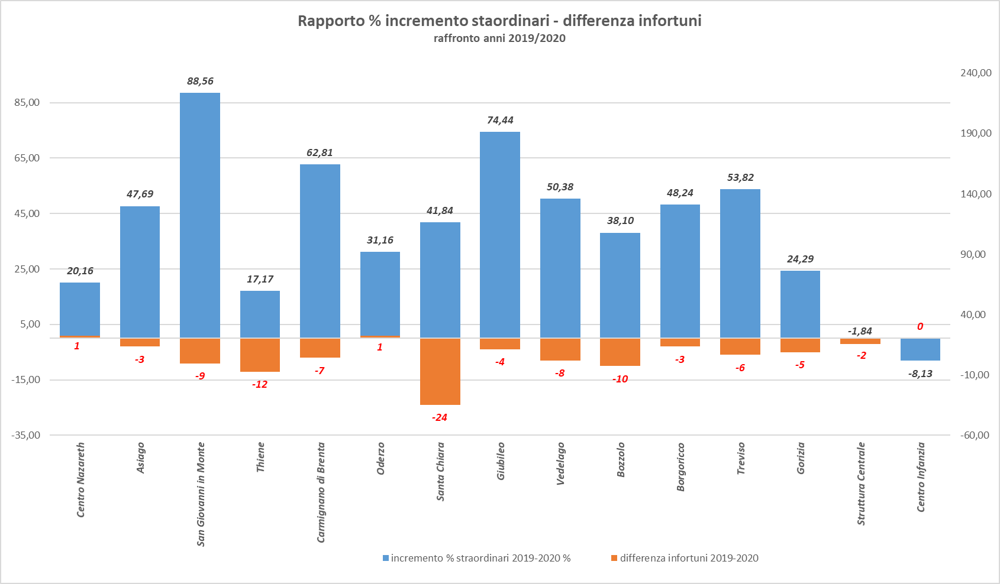 Rapporto % incremento staordinari - differenza infortuni
raffronto anni 2019/2020
85,00
65,00
45,00
25,00
5,00
-15,00
-35,00
240,00
190,00
140,00
90,00
40,00
-10,00
-60,00
20,16
47,69
88,56
17,17
62,81
31,16
41,84
74,44
50,38
38,10
48,24
53,82
24,29
-1,84
-8,13
1
-3
-9
-12
-7
1
-24
-4
-8
-10
-3
-6
-5
-2
0
Centro Nazareth
Asiago
San Giovanni in Monte
Thiene
Carmignano di Brenta
Oderzo
Santa Chiara
Giubileo
Vedelago
Bozzolo
Borgoricco
Treviso
Gorizia
Struttura Centrale
Centro Infanzia
incremento % straordinari 2019-2020 %
differenza infortuni 2019-2020